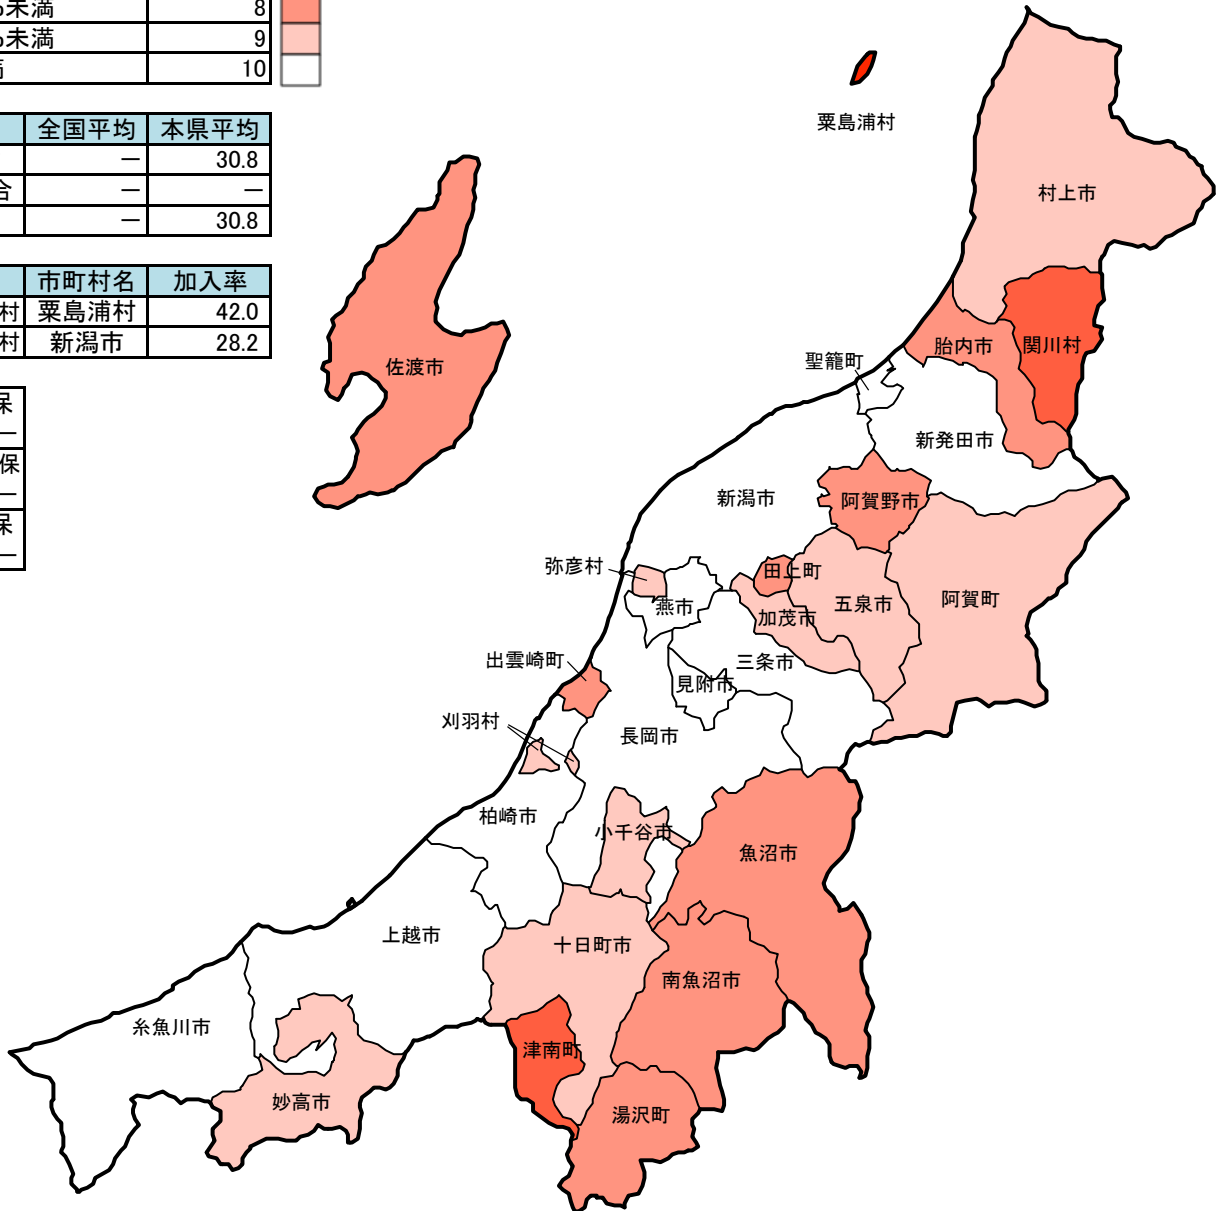 %未満 8
%未満 9
満 10
全国平均 本県平均
— 30.8
合 — —
— 30.8
市町村名 加入率
村 粟島浦村 42.0
村 新潟市 28.2
保
—
保
—
保
—
粟島浦村
村上市
佐渡市
胎内市
関川村
聖籠町
新発田市
新潟市
阿賀野市
弥彦村
田上町
燕市
加茂市
五泉市
阿賀町
出雲崎町
三条市
見附市
刈羽村
長岡市
柏崎市
小千谷市
魚沼市
上越市
十日町市
南魚沼市
糸魚川市
津南町
妙高市
湯沢町